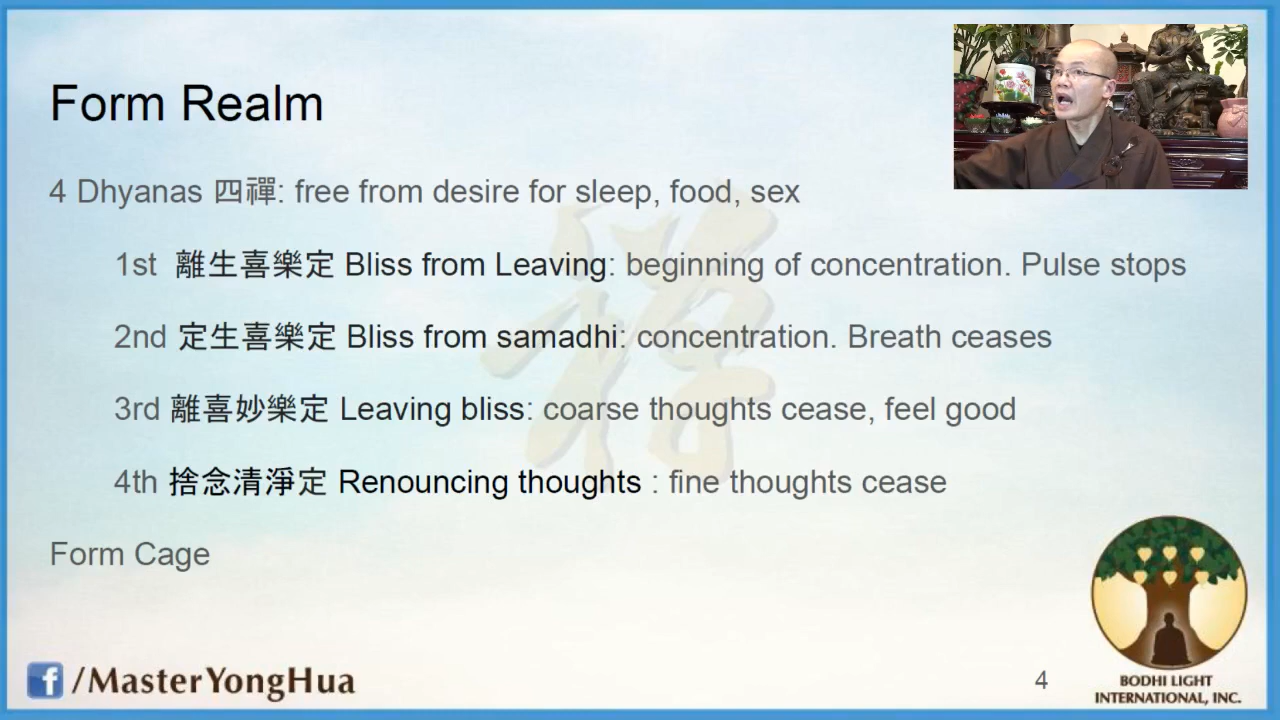 Form Realm
4 Dhyanas 四禪: free from desire for sleep, food, sex
1st 離生喜樂定 Bliss from Leaving: beginning of concentration. Pulse stops
2nd 定生喜樂定 Bliss from samadhi: concentration. Breath ceases
3rd 離喜妙樂定 Leaving bliss: coarse thoughts cease, feel good
4th 捨念清淨定 Renouncing thoughts : fine thoughts cease
Form Cage
禪
f /MasterYongHua
4
BODHI LIGHT
INTERNATIONAL, INC.